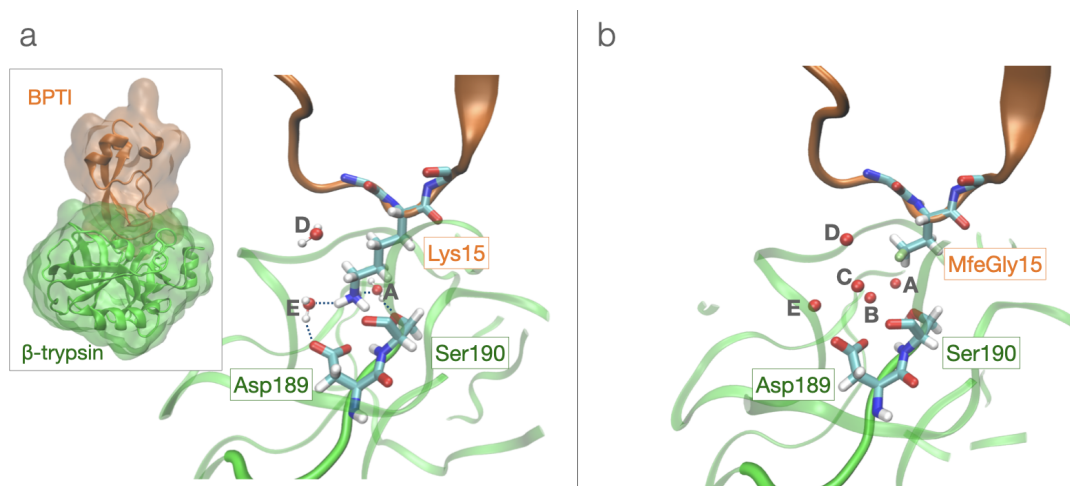 a
BPTI
β-trypsin
D
Lys15
A
E
Asp189
Ser190
b
D
MfeGly15
C
A
B
E
Asp189
Ser190